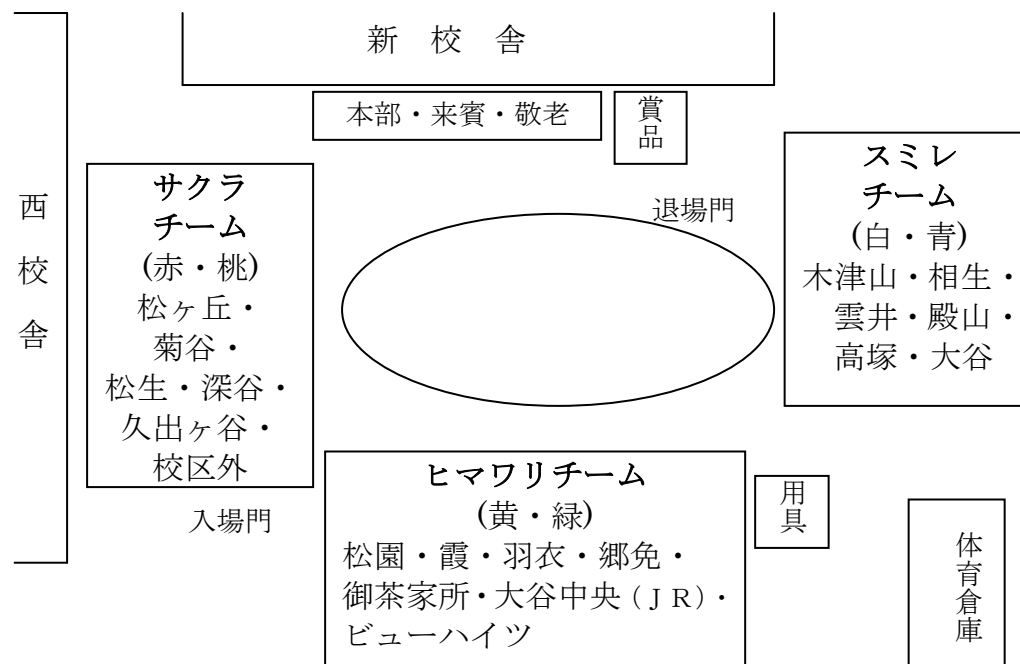 新 校 舎
本部・来賓・敬老
賞品
西校舎
サクラ
チーム
(赤・桃)
松ヶ丘・
菊谷・
松生・深谷・
久出ヶ谷・
校区外
退場門
スミレ
チーム
(白・青)
木津山・相生・
雲井・殿山・
高塚・大谷
入場門
ヒマワリチーム
(黄・緑)
松園・霞・羽衣・郷免・
御茶家所・大谷中央(JR)・
ビューハイツ
用具
体育倉庫